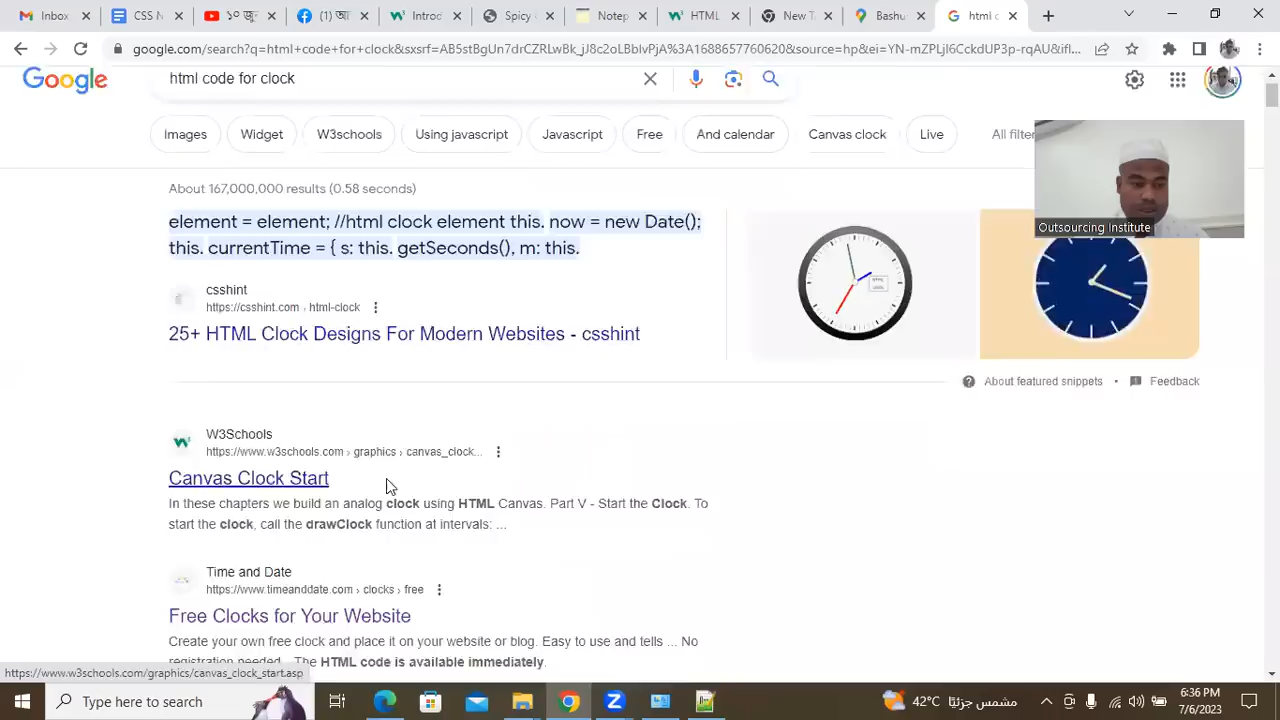 Inbox
CSS N
১০ জু
(1) আ
Introd
Spicy
Notep
HTML
New T
Bashu
html c
google.com/search?q=html+code+for+clock&sxsrf=AB5stBgUn7drCZRLwBk_jJ8c2oLBbIvPjA%3A1688657760620&source=hp&ei=YN-mZPLjI6CckdUP3p-rqAU&ifl...
Google
html code for clock
Images
Widget
W3schools
Using javascript
Javascript
Free
And calendar
Canvas clock
Live
All filter
About 167,000,000 results (0.58 seconds)
Outsourcing Institute
element = element; //html clock element this. now = new Date();
this. currentTime = { s: this. getSeconds(), m: this.
csshint
https://csshint.com › html-clock
25+ HTML Clock Designs For Modern Websites - csshint
About featured snippets
Feedback
W3Schools
https://www.w3schools.com › graphics › canvas_clock...
Canvas Clock Start
In these chapters we build an analog clock using HTML Canvas. Part V - Start the Clock. To
start the clock, call the drawClock function at intervals: ...
Time and Date
https://www.timeanddate.com › clocks › free
Free Clocks for Your Website
Create your own free clock and place it on your website or blog. Easy to use and tells ... No
registration needed. The HTML code is available immediately.
https://www.w3schools.com/graphics/canvas_clock_start.asp
Type here to search
42°C
مشمس جزئيًا
6:36 PM
7/6/2023